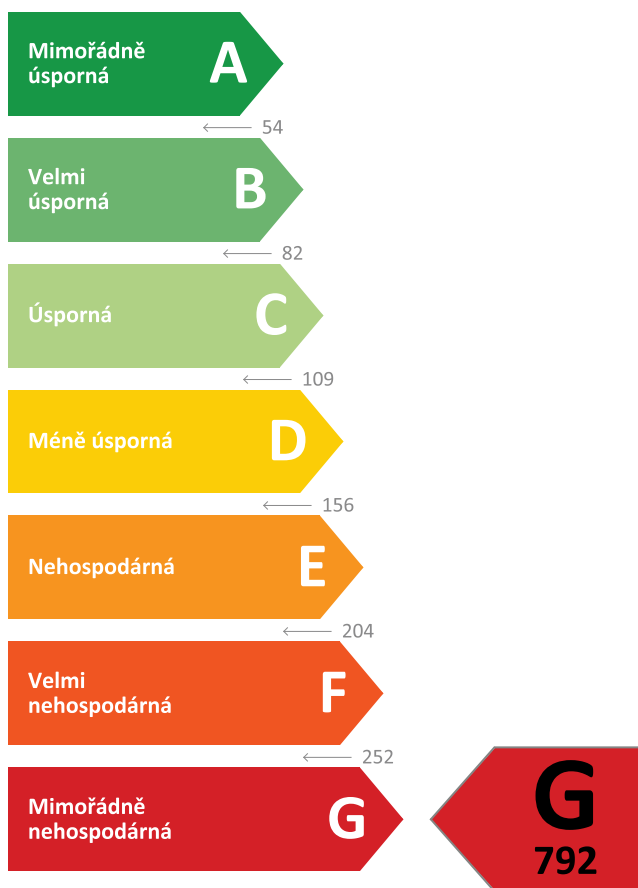 Mimořádně
úsporná
A
54
Velmi
úsporná
B
82
Úsporná
C
109
Méně úsporná
D
156
Nehospodárná
E
204
Velmi
nehospodárná
F
252
Mimořádně
nehospodárná
G
G
792